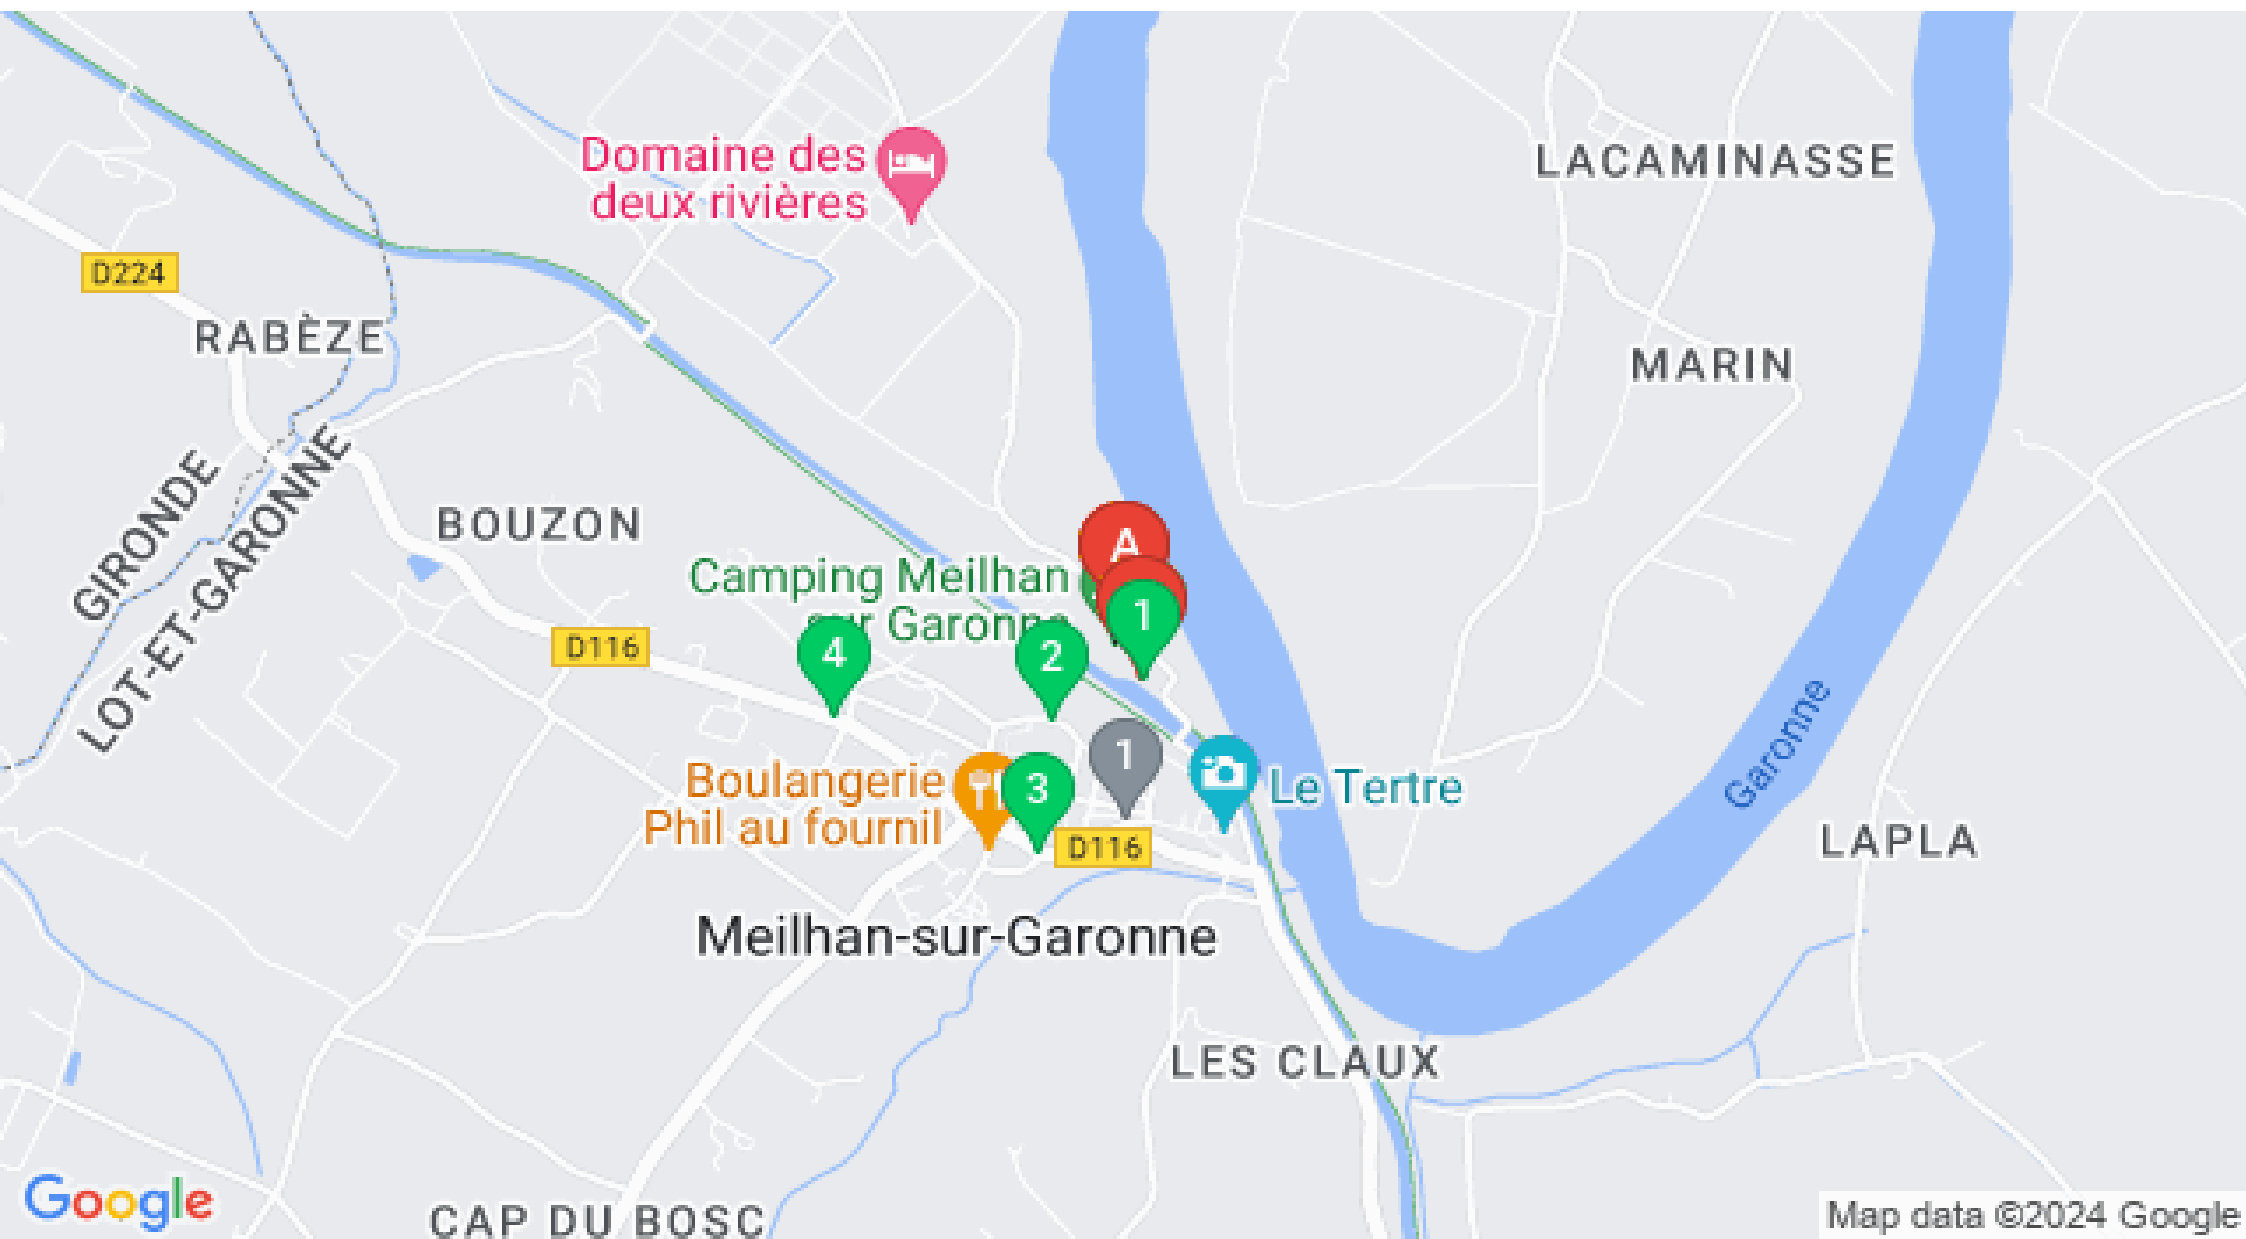 Domaine des
deux rivières
LACAMINASSE
D224
RABÈZE
MARIN
GIRONDE
LOT-ET-GARONNE
BOUZON
A
Camping Meilhan
sur Garonne
1
D116
4
2
Garonne
1
Boulangerie
Phil au fournil
3
Le Tertre
D116
LAPLA
Meilhan-sur-Garonne
LES CLAUX
Google
CAP DU BOSC
Map data ©2024 Google